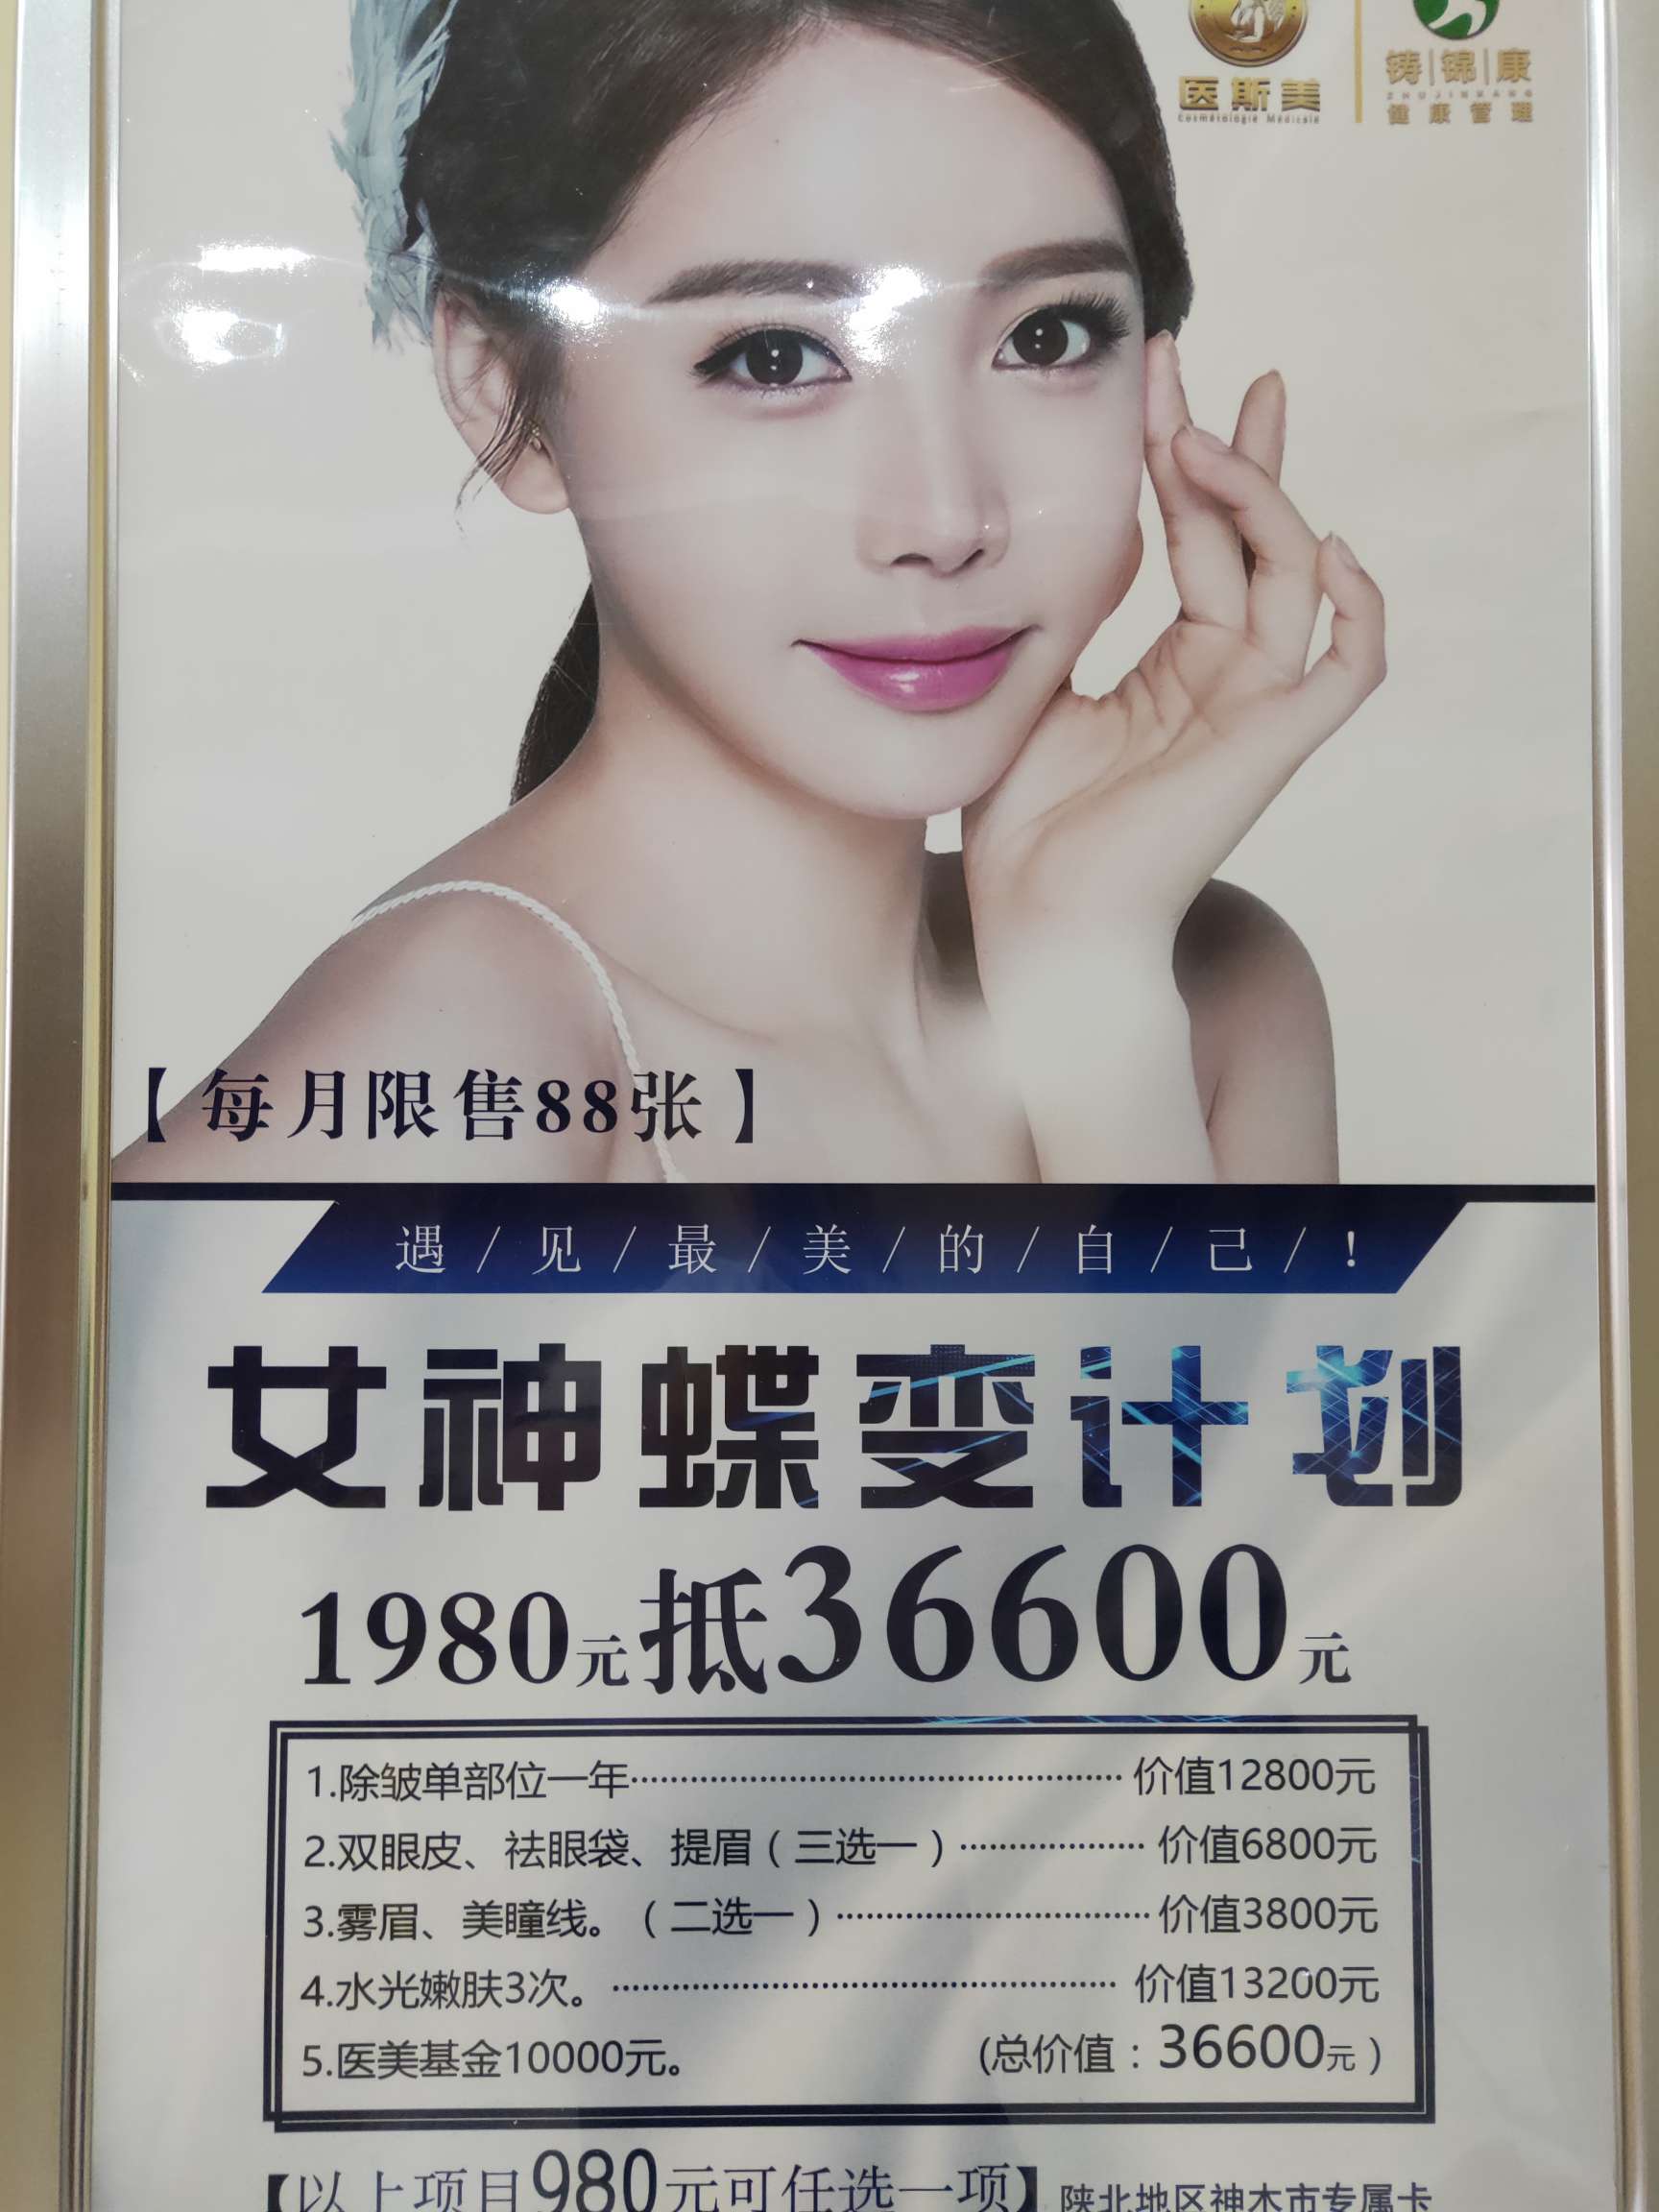 医斯美
Cosmétologie Médicale
铸|锦|康
ZHUJINKANG
健康管理
【每月限售88张】
遇/见/最/美/的/自/己/!
女神蝶变计划
1980元抵36600元
1.除皱单部位一年………………………………价值12800元
2.双眼皮、祛眼袋、提眉（三选一）……………价值6800元
3.雾眉、美瞳线。（二选一）……………………价值3800元
4.水光嫩肤3次。………………………………价值13200元
5.医美基金10000元。 (总价值：36600元）
【以上项目980元可任选一项】陕北地区神木市专属卡